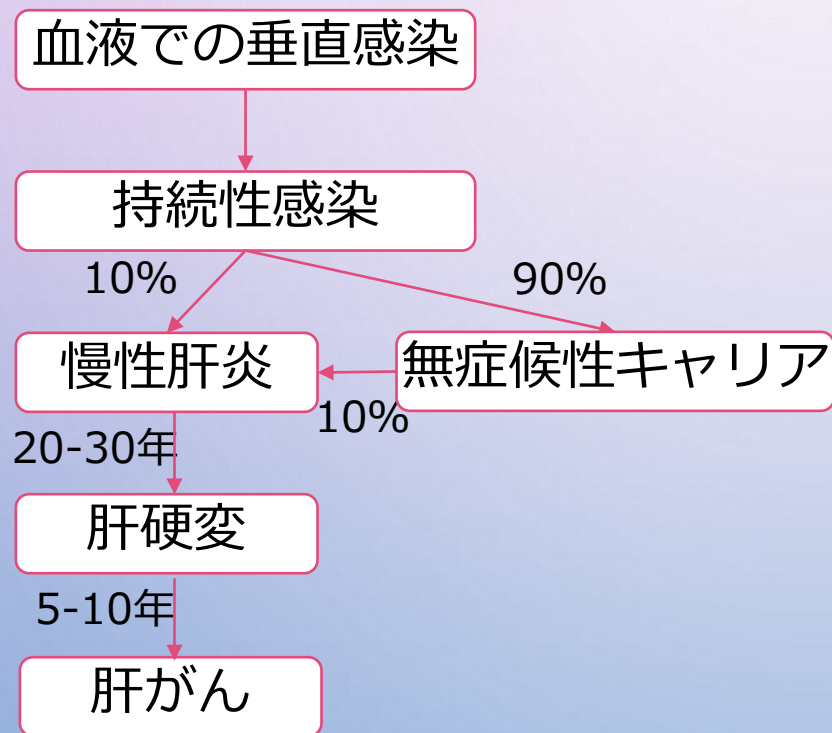 血液での垂直感染
持続性感染
10%
90%
慢性肝炎
無症候性キャリア
10%
20-30年
肝硬変
5-10年
肝がん